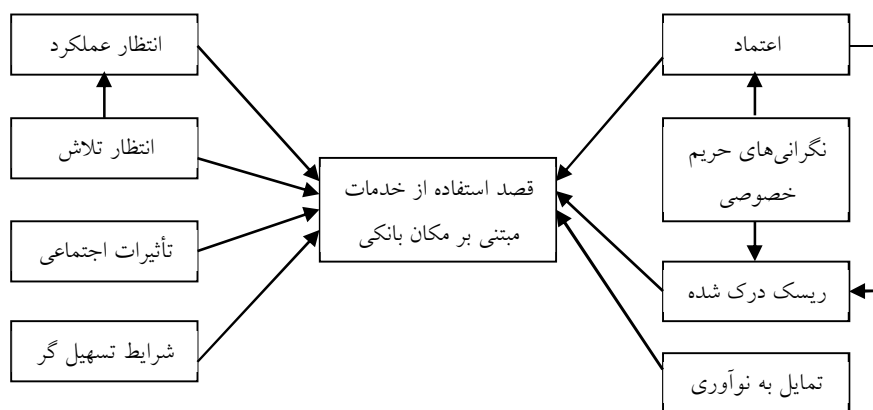 انتظار عملکرد
اعتماد
انتظار تلاش
نگرانی‌های حریم
خصوصی
قصد استفاده از خدمات
مبتنی بر مکان بانکی
تأثیرات اجتماعی
ریسک درک شده
شرایط تسهیل گر
تمایل به نوآوری